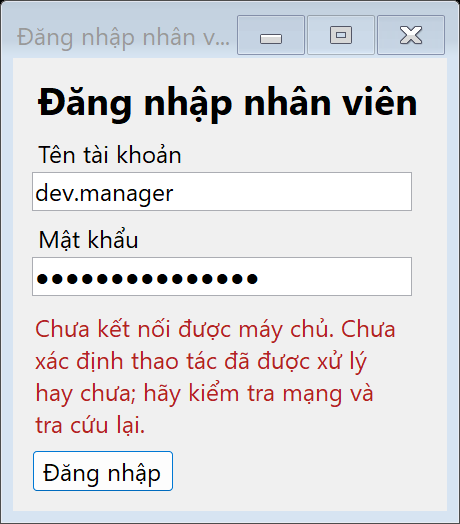 Đăng nhập nhân v...
Đăng nhập nhân viên
Tên tài khoản
dev.manager
Mật khẩu
●●●●●●●●●●●●●●●
Chưa kết nối được máy chủ. Chưa
xác định thao tác đã được xử lý
hay chưa; hãy kiểm tra mạng và
tra cứu lại.
Đăng nhập